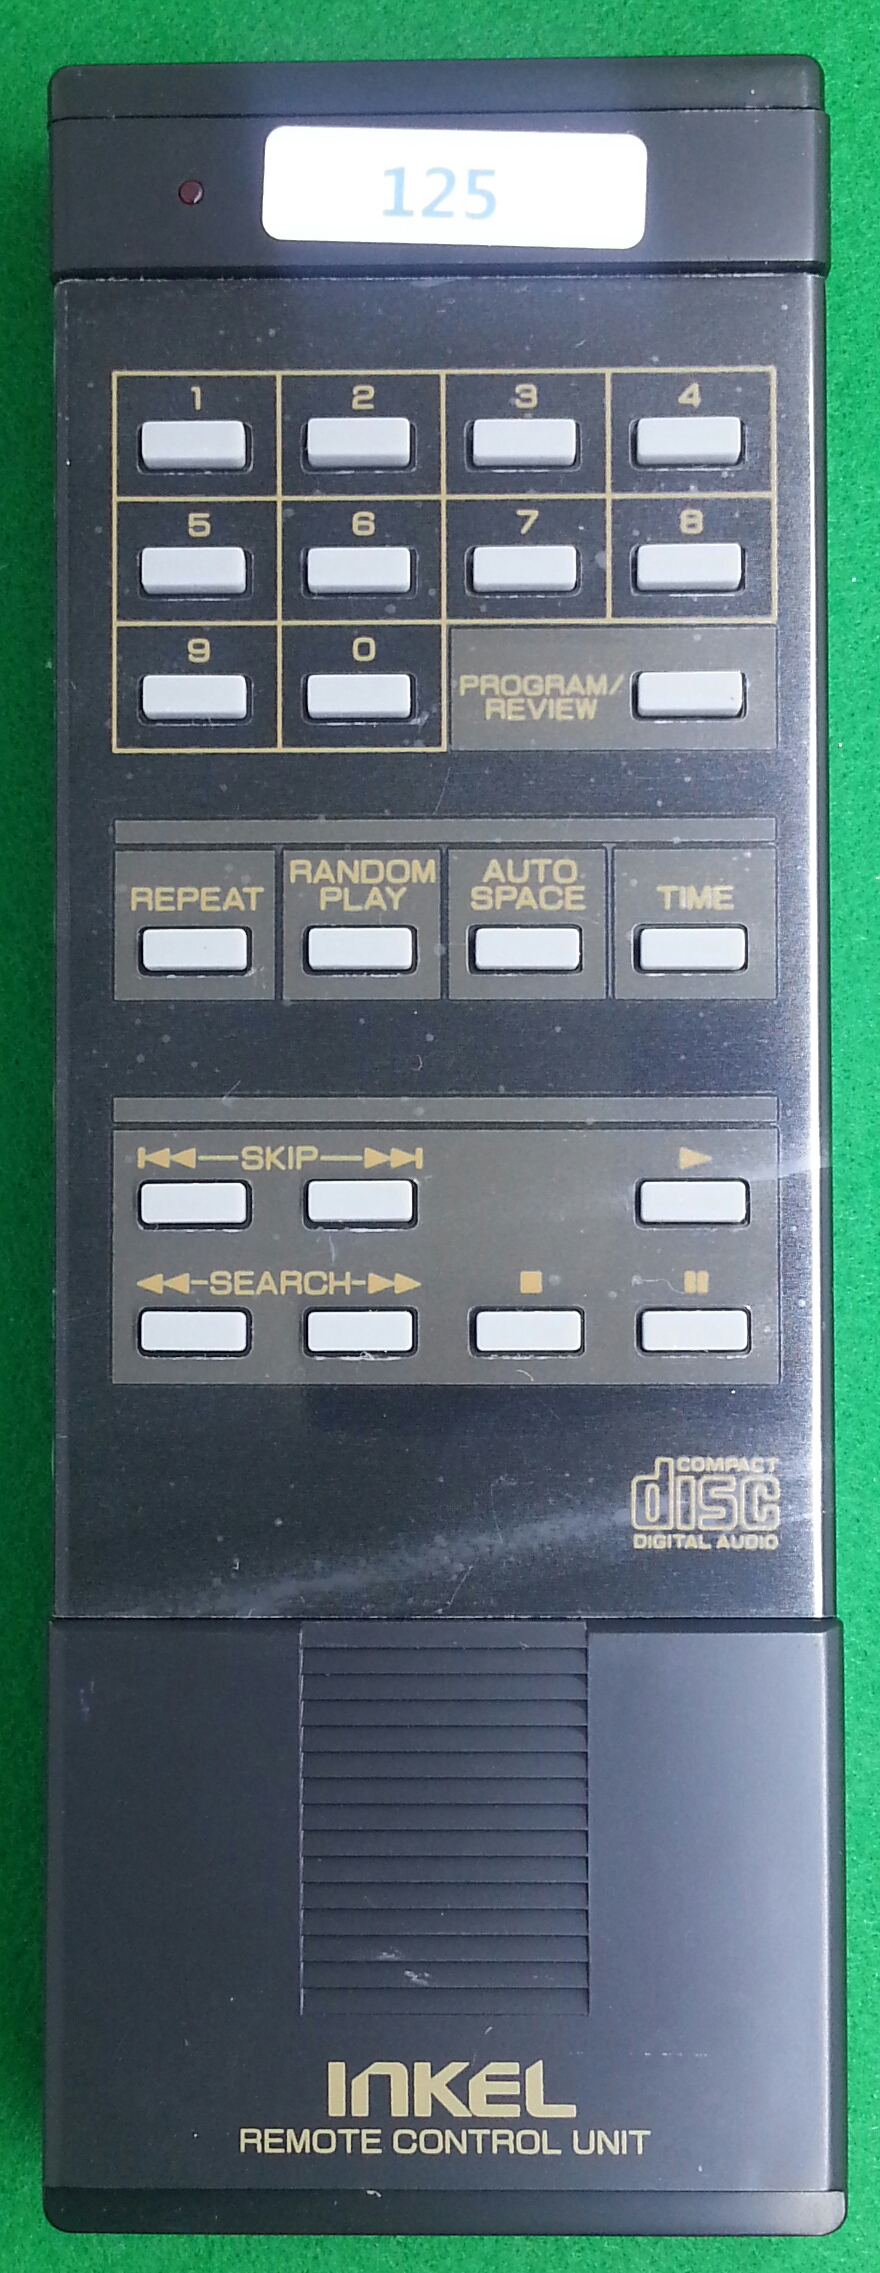 125
1 2 3 4
5 6 7 8
9 0
PROGRAM/
REVIEW
REPEAT
RANDOM
PLAY
AUTO
SPACE
TIME
SKIP
SEARCH
COMPACT
disc
DIGITAL AUDIO
INKEL
REMOTE CONTROL UNIT